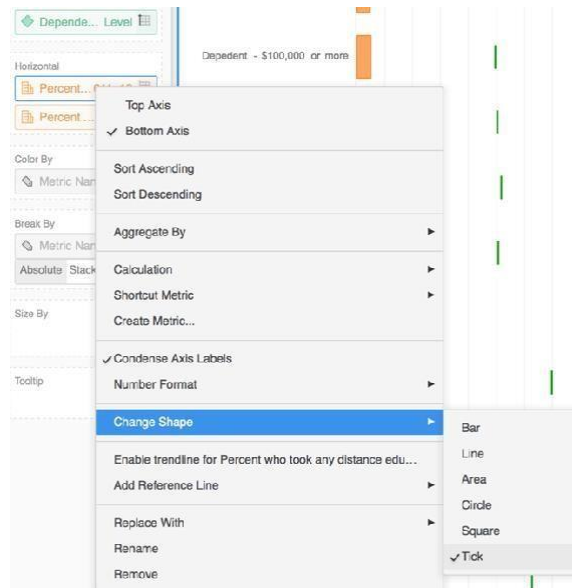 Depende... Level
Depedent - $100,000 or more
Horizontal
Percent...
Percent...
Color By
Metric Nam
Break By
Metric Nam
Absolute Stack
Size By
Tooltip
Top Axis
✓ Bottom Axis
Sort Ascending
Sort Descending
Aggregate By
Calculation
Shortcut Metric
Create Metric...
✓ Condense Axis Labels
Number Format
Change Shape
Enable trendline for Percent who took any distance edu...
Add Reference Line
Replace With
Rename
Remove
Bar
Line
Area
Circle
Square
✓ Tick